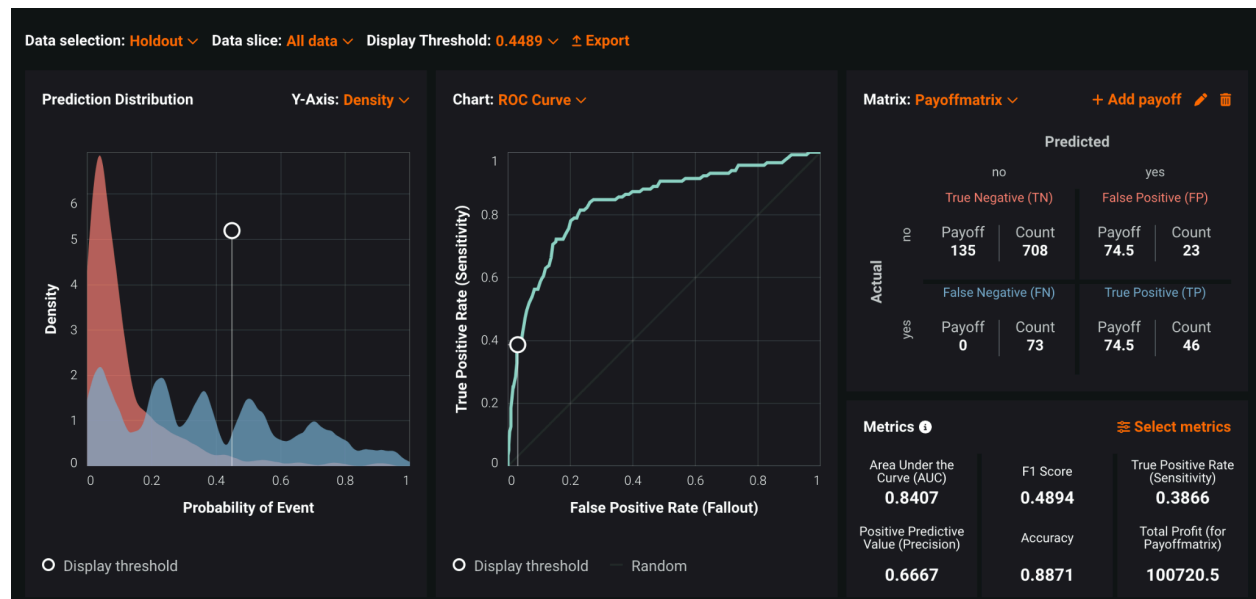 Data selection: Holdout Data slice: All data Display Threshold: 0.4489 Export
Prediction Distribution Y-Axis: Density
Density
6
5
4
3
2
1
0
0 0.2 0.4 0.6 0.8 1
Probability of Event
Display threshold
Chart: ROC Curve
True Positive Rate (Sensitivity)
1
0.8
0.6
0.4
0.2
0
0 0.2 0.4 0.6 0.8 1
False Positive Rate (Fallout)
Display threshold Random
Matrix: Payoffmatrix + Add payoff
Predicted
no yes
Actual
no
True Negative (TN) False Positive (FP)
Payoff Count Payoff Count
135 708 74.5 23
yes
False Negative (FN) True Positive (TP)
Payoff Count Payoff Count
0 73 74.5 46
Metrics Select metrics
Area Under the
Curve (AUC)
0.8407
F1 Score
0.4894
True Positive Rate
(Sensitivity)
0.3866
Positive Predictive
Value (Precision)
0.6667
Accuracy
0.8871
Total Profit (for
Payoffmatrix)
100720.5